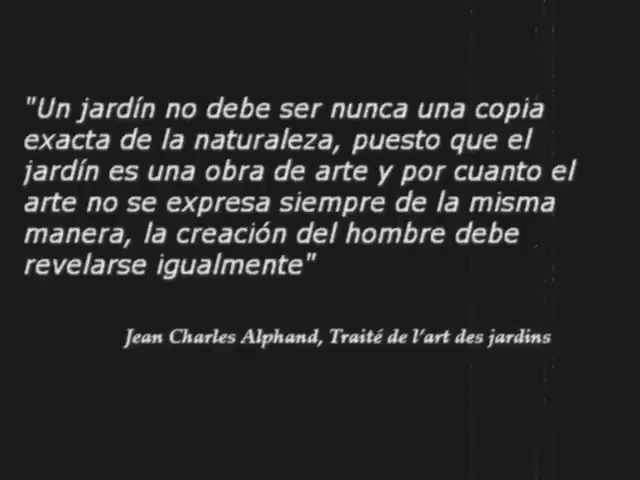 "Un jardín no debe ser nunca una copia
exacta de la naturaleza, puesto que el
jardín es una obra de arte y por cuanto el
arte no se expresa siempre de la misma
manera, la creación del hombre debe
revelarse igualmente"
Jean Charles Alphand, Traité de l'art des jardins